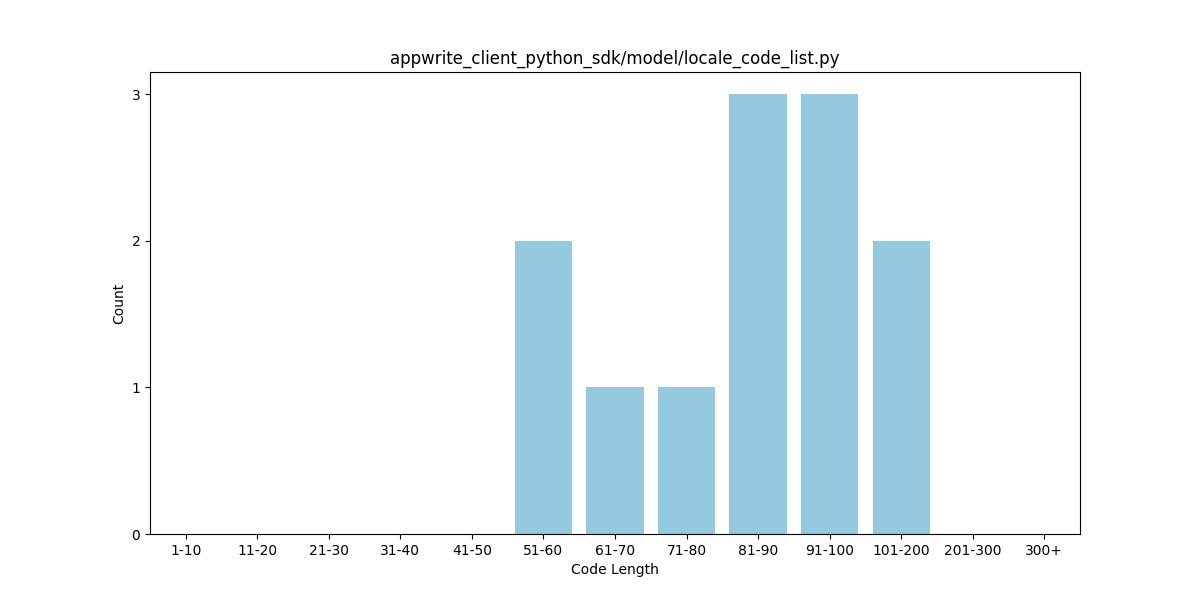 appwrite_client_python_sdk/model/locale_code_list.py
3
2
1
0
Count
1-10 11-20 21-30 31-40 41-50 51-60 61-70 71-80 81-90 91-100 101-200 201-300 300+
Code Length